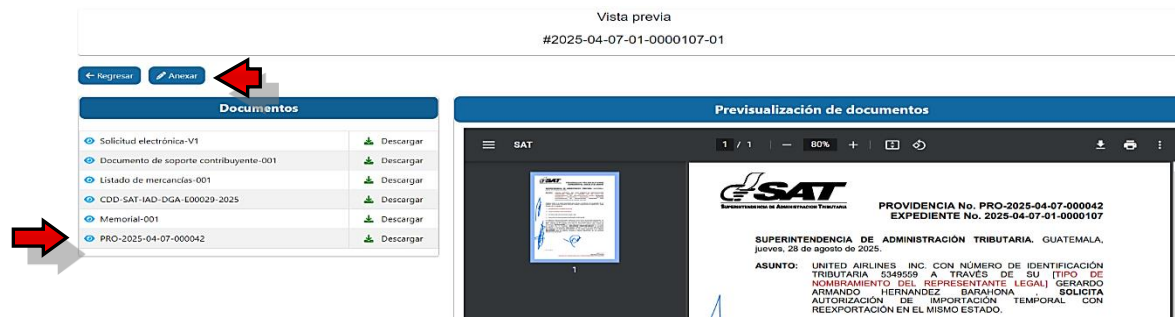 Vista previa
#2025-04-07-01-0000107-01
Regresar
Anexar
Documentos
Solicitud electrónica-V1 Descargar
Documento de soporte contribuyente-001 Descargar
Listado de mercancías-001 Descargar
CDD-SAT-IAD-DGA-E00029-2025 Descargar
Memorial-001 Descargar
PRO-2025-04-07-000042 Descargar
Previsualización de documentos
SAT 1 / 1 80%
1
SAT
SUPERINTENDENCIA DE ADMINISTRACIÓN TRIBUTARIA
PROVIDENCIA No. PRO-2025-04-07-000042
EXPEDIENTE No. 2025-04-07-01-0000107
SUPERINTENDENCIA DE ADMINISTRACIÓN TRIBUTARIA. GUATEMALA,
jueves, 28 de agosto de 2025.
ASUNTO: UNITED AIRLINES INC. CON NÚMERO DE IDENTIFICACIÓN
TRIBUTARIA 5349559 A TRAVÉS DE SU [TIPO DE
NOMBRAMIENTO DEL REPRESENTANTE LEGAL] GERARDO
ARMANDO HERNANDEZ BARAHONA , SOLICITA
AUTORIZACIÓN DE IMPORTACIÓN TEMPORAL CON
REEXPORTACIÓN EN EL MISMO ESTADO.